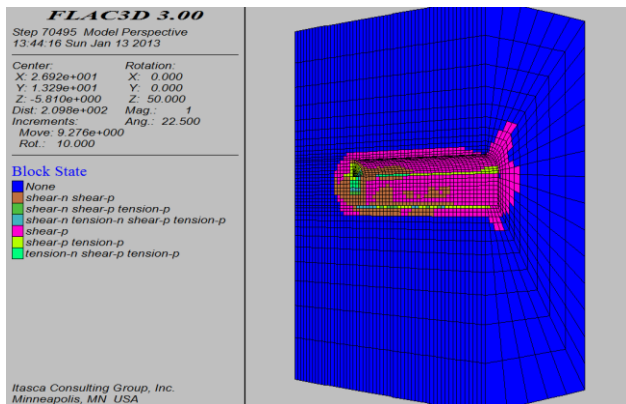 FLAC3D 3.00
Step 70495 Model Perspective
13:44:16 Sun Jan 13 2013
Center: Rotation:
X: 2.692e+001 X: 0.000
Y: 1.329e+001 Y: 0.000
Z: -5.810e+000 Z: 50.000
Dist: 2.098e+002 Mag.: 1
Increments: Ang.: 22.500
Move: 9.276e+000
Rot.: 10.000
Block State
None
shear-n shear-p
shear-n shear-p tension-p
shear-n tension-n shear-p tension-p
shear-p
shear-p tension-p
tension-n shear-p tension-p
Itasca Consulting Group, Inc.
Minneapolis, MN USA